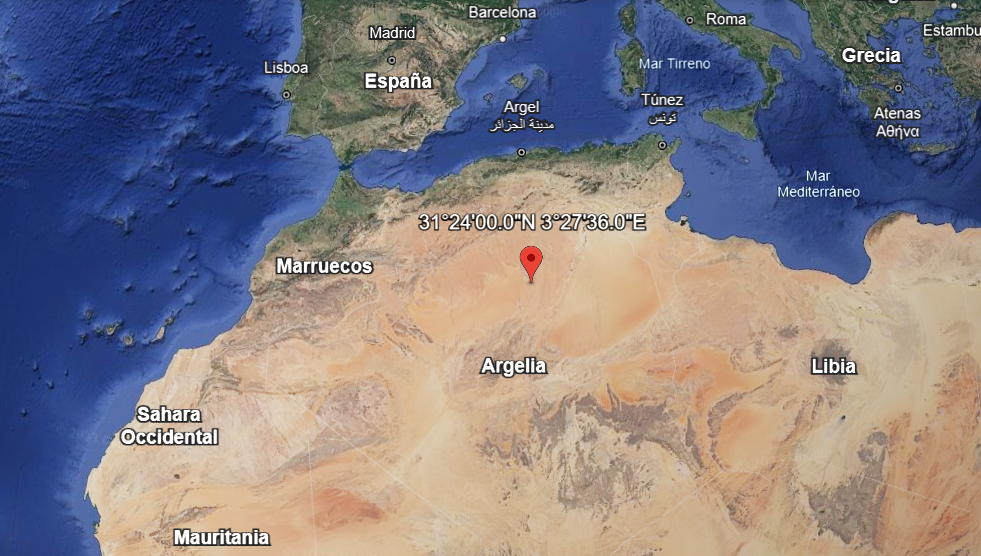 Barcelona
Roma
Madrid
Estambu
Grecia
Mar Tirreno
Lisboa
España
Argel
مدينة الجزائر
Túnez
تونس
Atenas
Αθήνα
Mar
Mediterráneo
31°24'00.0"N 3°27'36.0"E
Marruecos
Argelia
Libia
Sahara
Occidental
Mauritania